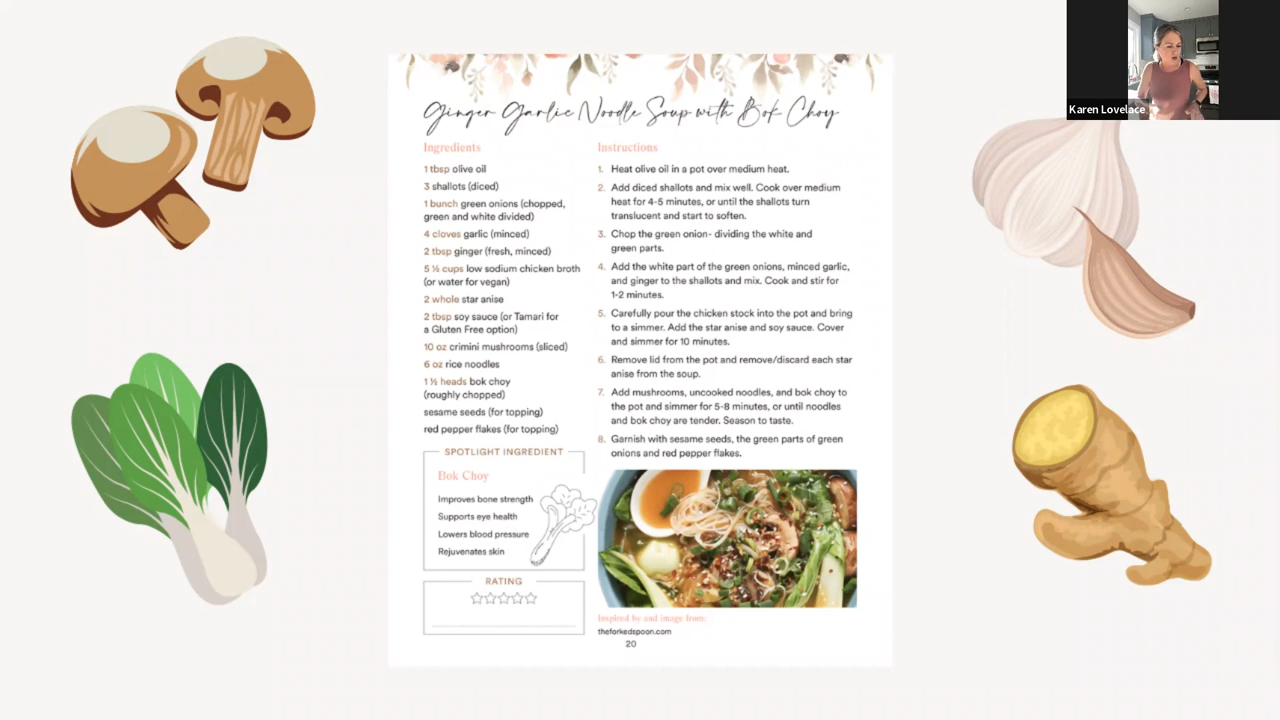 Karen Lovelace
Ginger Garlic Noodle Soup with Bok Choy
Ingredients
1 tbsp olive oil
3 shallots (diced)
1 bunch green onions (chopped,
green and white divided)
4 cloves garlic (minced)
2 tbsp ginger (fresh, minced)
5 ½ cups low sodium chicken broth
(or water for vegan)
2 whole star anise
2 tbsp soy sauce (or Tamari for
a Gluten Free option)
10 oz crimini mushrooms (sliced)
6 oz rice noodles
1 ½ heads bok choy
(roughly chopped)
sesame seeds (for topping)
red pepper flakes (for topping)
SPOTLIGHT INGREDIENT
Bok Choy
Improves bone strength
Supports eye health
Lowers blood pressure
Rejuvenates skin
RATING
Instructions
1. Heat olive oil in a pot over medium heat.
2. Add diced shallots and mix well. Cook over medium
heat for 4-5 minutes, or until the shallots turn
translucent and start to soften.
3. Chop the green onion- dividing the white and
green parts.
4. Add the white part of the green onions, minced garlic,
and ginger to the shallots and mix. Cook and stir for
1-2 minutes.
5. Carefully pour the chicken stock into the pot and bring
to a simmer. Add the star anise and soy sauce. Cover
and simmer for 10 minutes.
6. Remove lid from the pot and remove/discard each star
anise from the soup.
7. Add mushrooms, uncooked noodles, and bok choy to
the pot and simmer for 5-8 minutes, or until noodles
and bok choy are tender. Season to taste.
8. Garnish with sesame seeds, the green parts of green
onions and red pepper flakes.
Inspired by and image from:
theforkedspoon.com
20